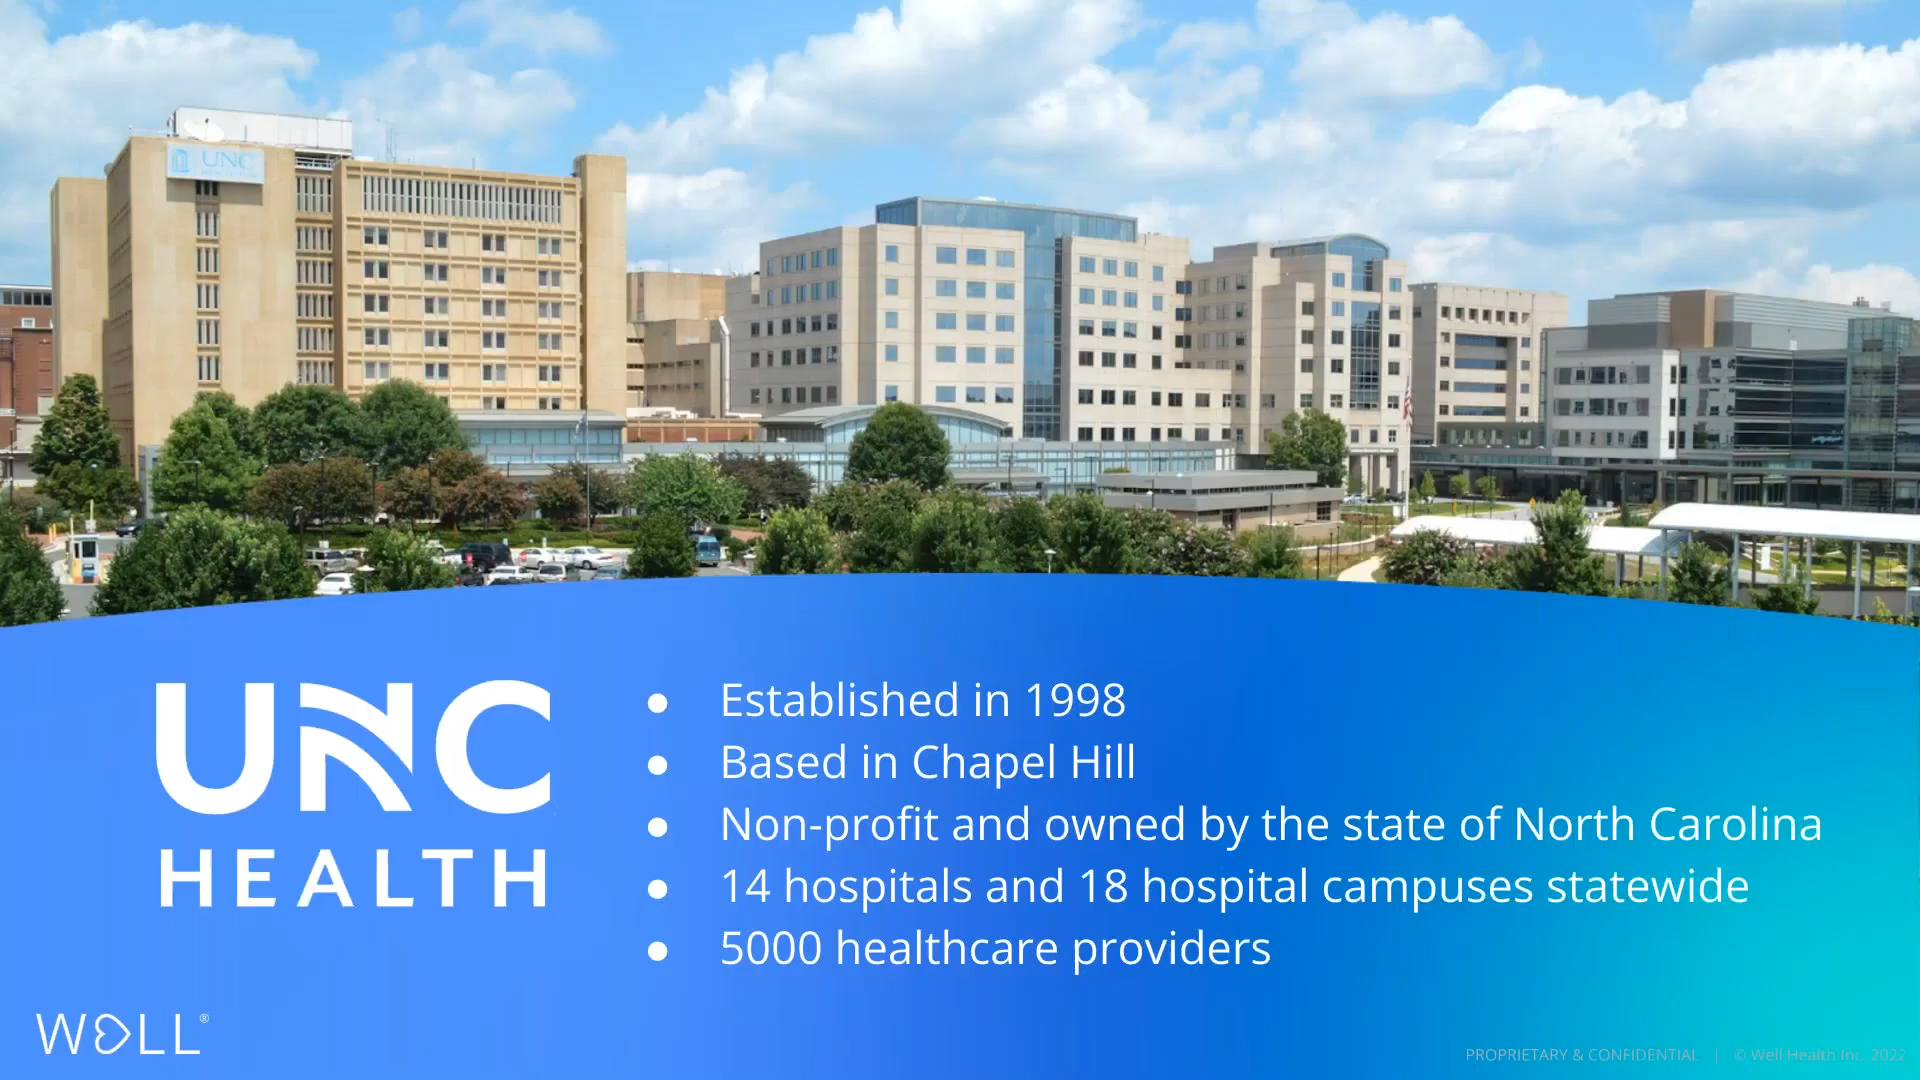 UNC
UNC
HEALTH
● Established in 1998
● Based in Chapel Hill
● Non-profit and owned by the state of North Carolina
● 14 hospitals and 18 hospital campuses statewide
● 5000 healthcare providers
WELL®
PROPRIETARY & CONFIDENTIAL | © Well Health Inc. 2022